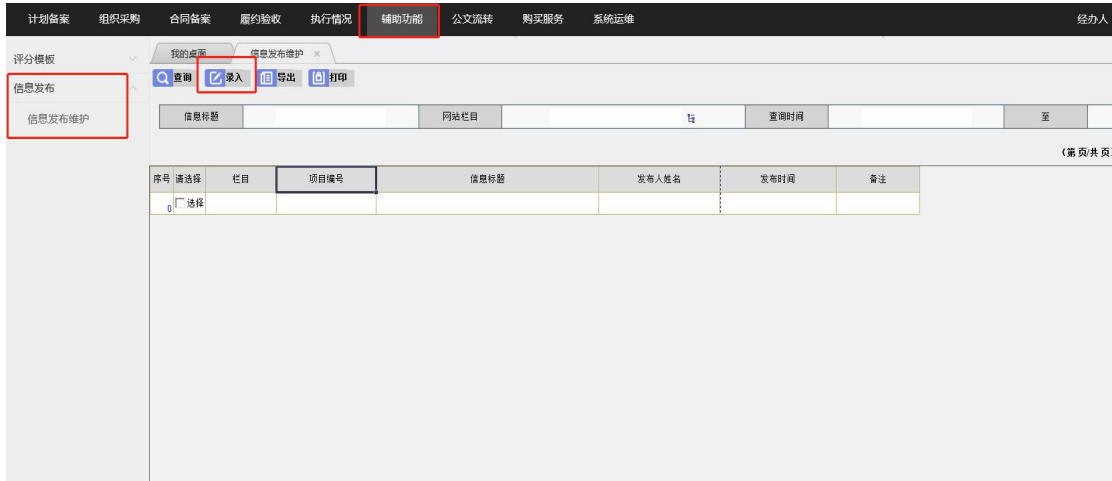 计划备案 组织采购 合同备案 履约验收 执行情况 辅助功能 公文流转 购买服务 系统运维 经办人
评分模板
信息发布
信息发布维护
我的桌面 信息发布维护 ×
查询 录入 导出 打印
信息标题 网站栏目 查询时间 至
(第 页/共 页
序号 请选择 栏目 项目编号 信息标题 发布人姓名 发布时间 备注
0 选择